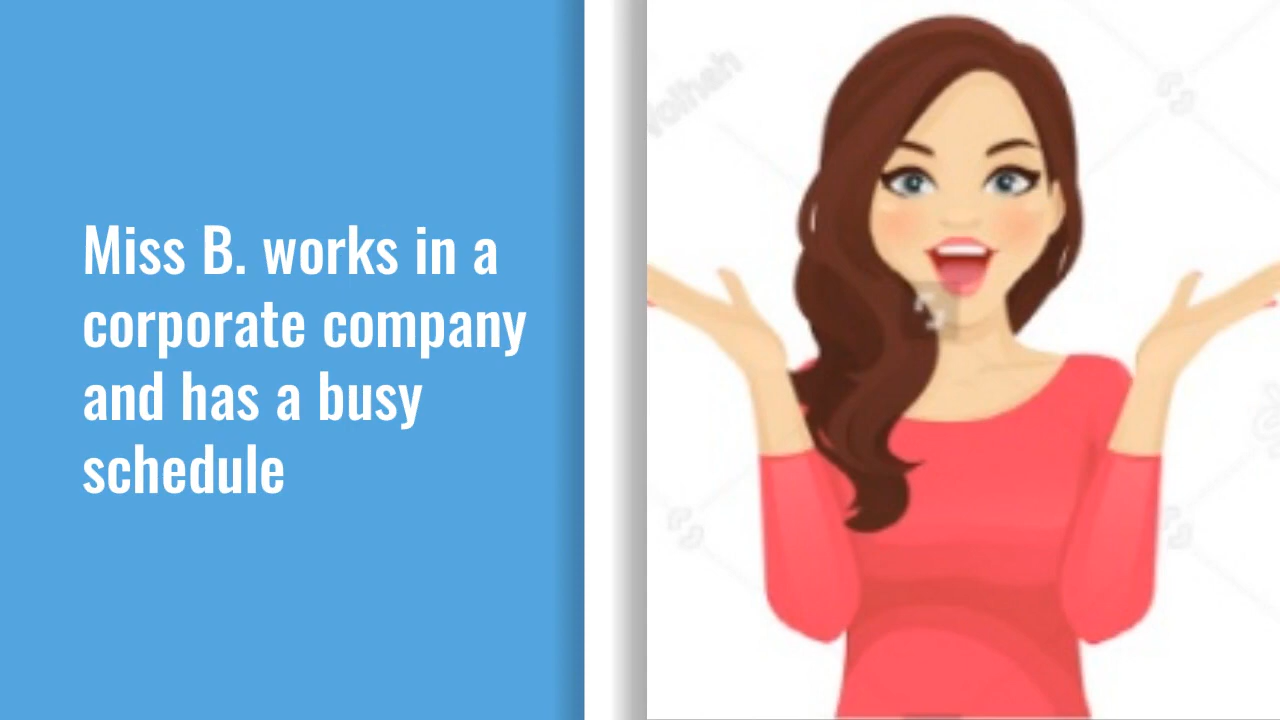 Miss B. works in a
corporate company
and has a busy
schedule